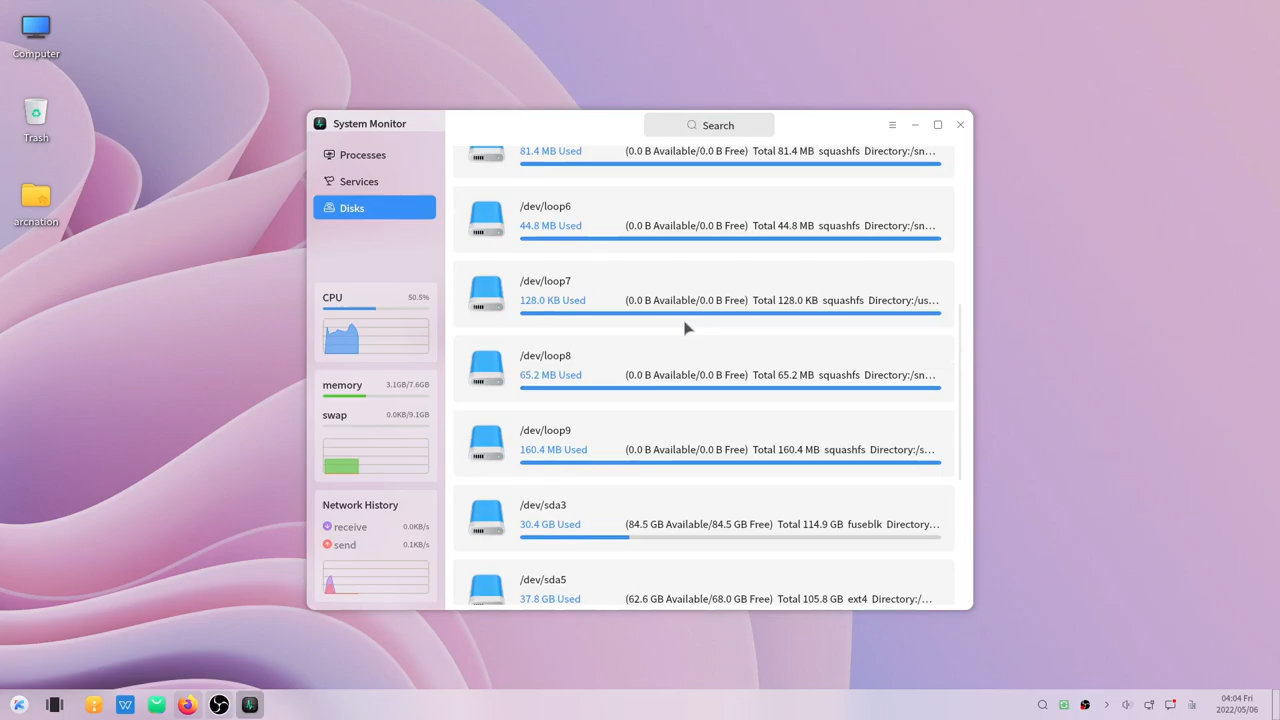 Computer
Trash
arcnation
System Monitor
Search
Processes
Services
Disks
CPU 50.5%
memory 3.1GB/7.6GB
swap 0.0KB/9.1GB
Network History
receive 0.0KB/s
send 0.1KB/s
81.4 MB Used (0.0 B Available/0.0 B Free) Total 81.4 MB squashfs Directory:/sn...
/dev/loop6
44.8 MB Used (0.0 B Available/0.0 B Free) Total 44.8 MB squashfs Directory:/sn...
/dev/loop7
128.0 KB Used (0.0 B Available/0.0 B Free) Total 128.0 KB squashfs Directory:/us...
/dev/loop8
65.2 MB Used (0.0 B Available/0.0 B Free) Total 65.2 MB squashfs Directory:/sn...
/dev/loop9
160.4 MB Used (0.0 B Available/0.0 B Free) Total 160.4 MB squashfs Directory:/s...
/dev/sda3
30.4 GB Used (84.5 GB Available/84.5 GB Free) Total 114.9 GB fuseblk Directory...
/dev/sda5
37.8 GB Used (62.6 GB Available/68.0 GB Free) Total 105.8 GB ext4 Directory:/...
04:04 Fri
2022/05/06